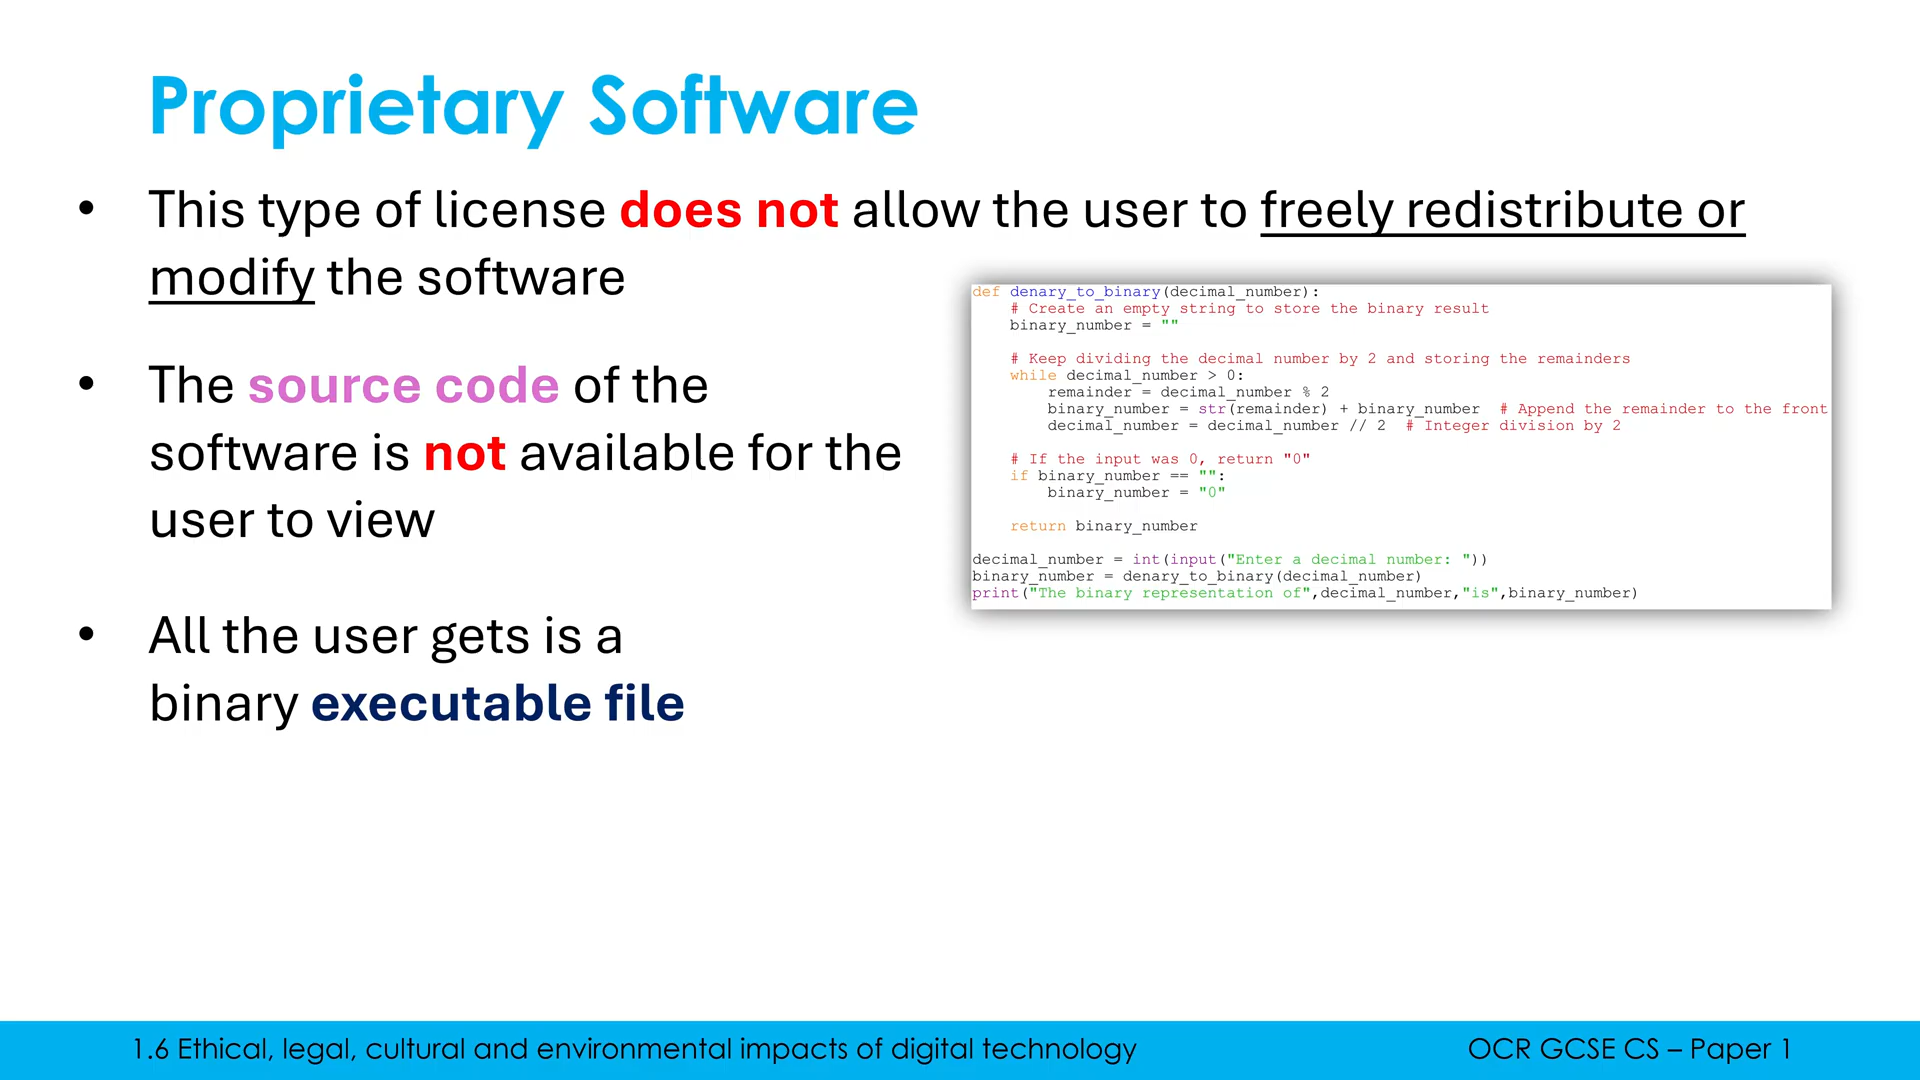 Proprietary Software
• This type of license does not allow the user to freely redistribute or
modify the software
• The source code of the
software is not available for the
user to view
• All the user gets is a
binary executable file
def denary_to_binary(decimal_number):
    # Create an empty string to store the binary result
    binary_number = ""
    # Keep dividing the decimal number by 2 and storing the remainders
    while decimal_number > 0:
        remainder = decimal_number % 2
        binary_number = str(remainder) + binary_number  # Append the remainder to the front
        decimal_number = decimal_number // 2  # Integer division by 2
    # If the input was 0, return "0"
    if binary_number == "":
        binary_number = "0"
    return binary_number
decimal_number = int(input("Enter a decimal number: "))
binary_number = denary_to_binary(decimal_number)
print("The binary representation of",decimal_number,"is",binary_number)
1.6 Ethical, legal, cultural and environmental impacts of digital technology
OCR GCSE CS – Paper 1